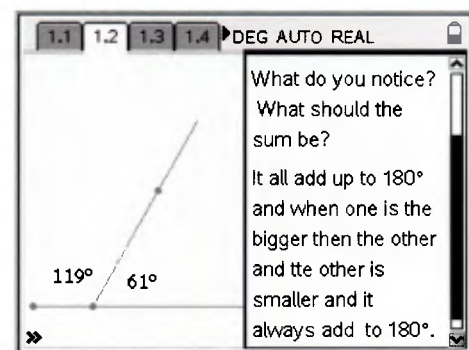 1.1 1.2 1.3 1.4 DEG AUTO REAL
What do you notice?
What should the
sum be?
It all add up to 180°
and when one is the
bigger then the other
and tte other is
smaller and it
always add to 180°.
119° 61°